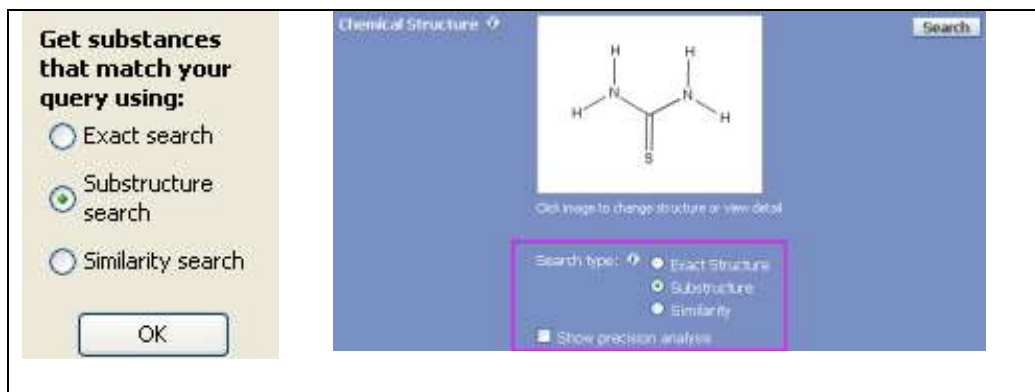 Get substances
that match your
query using:
Exact search
Substructure
search
Similarity search
OK
Chemical Structure
Search
H H
N N
H H
S
Click image to change structure or view detail
Search type:
Exact Structure
Substructure
Similarity
Show precision analysis